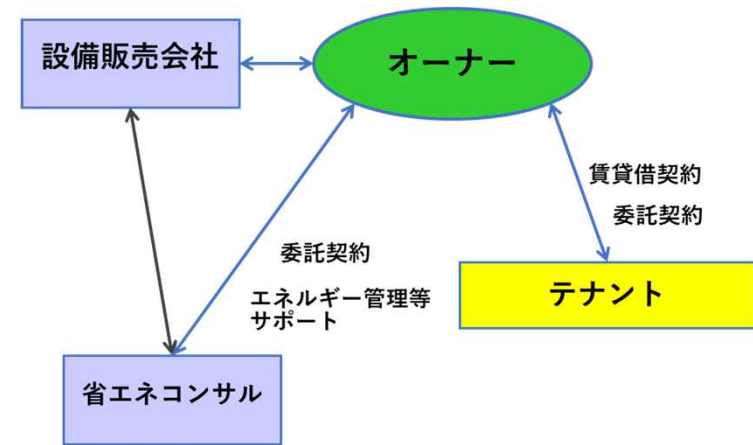 設備販売会社
オーナー
賃貸借契約
委託契約
委託契約
エネルギー管理等
サポート
テナント
省エネコンサル